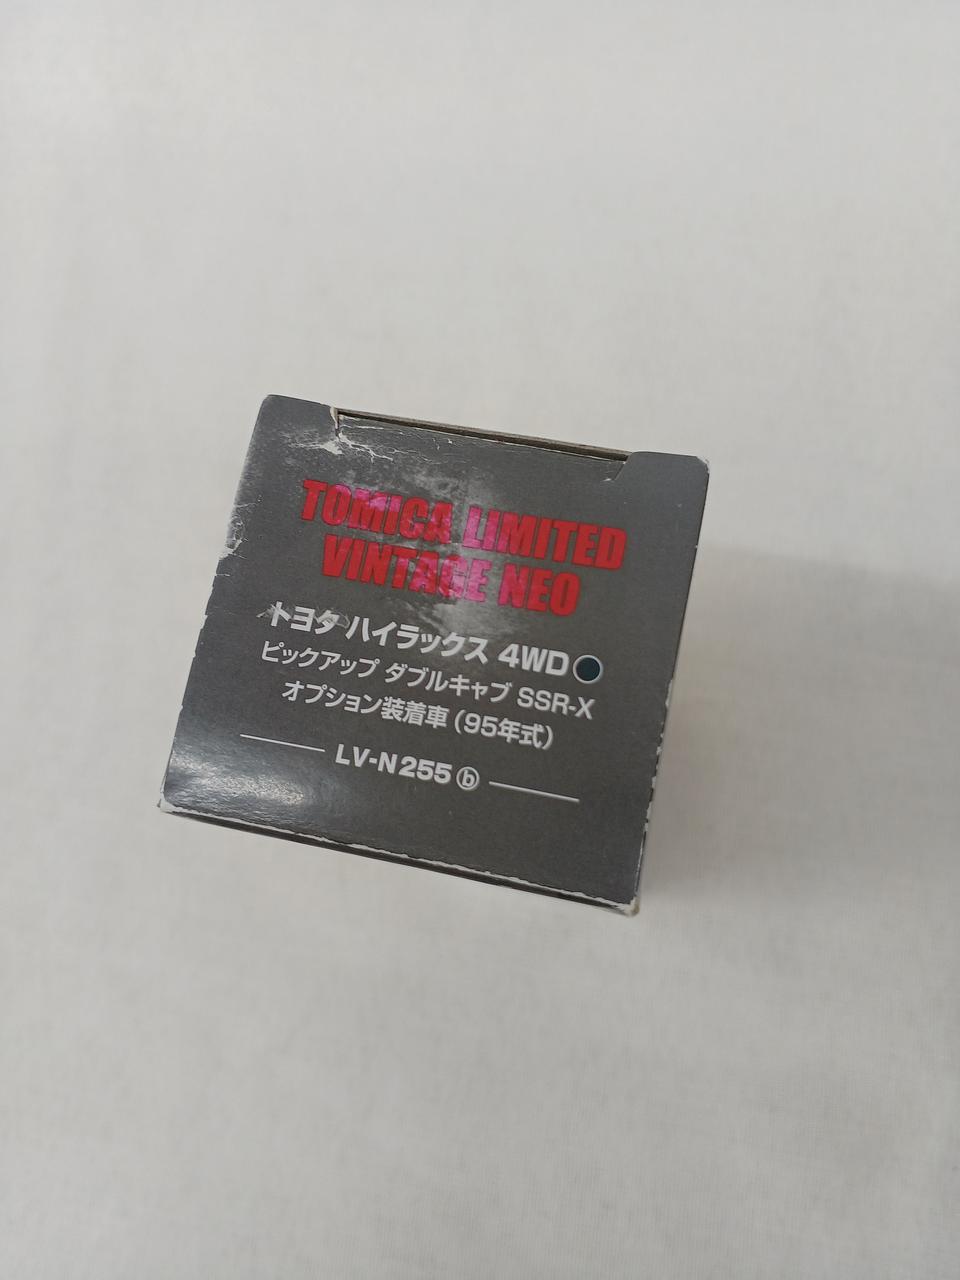 TOMICA LIMITED
VINTAGE NEO
トヨタ ハイラックス 4WD
ピックアップ ダブルキャブ SSR-X
オプション装着車 (95年式)
LV-N255 ⓑ